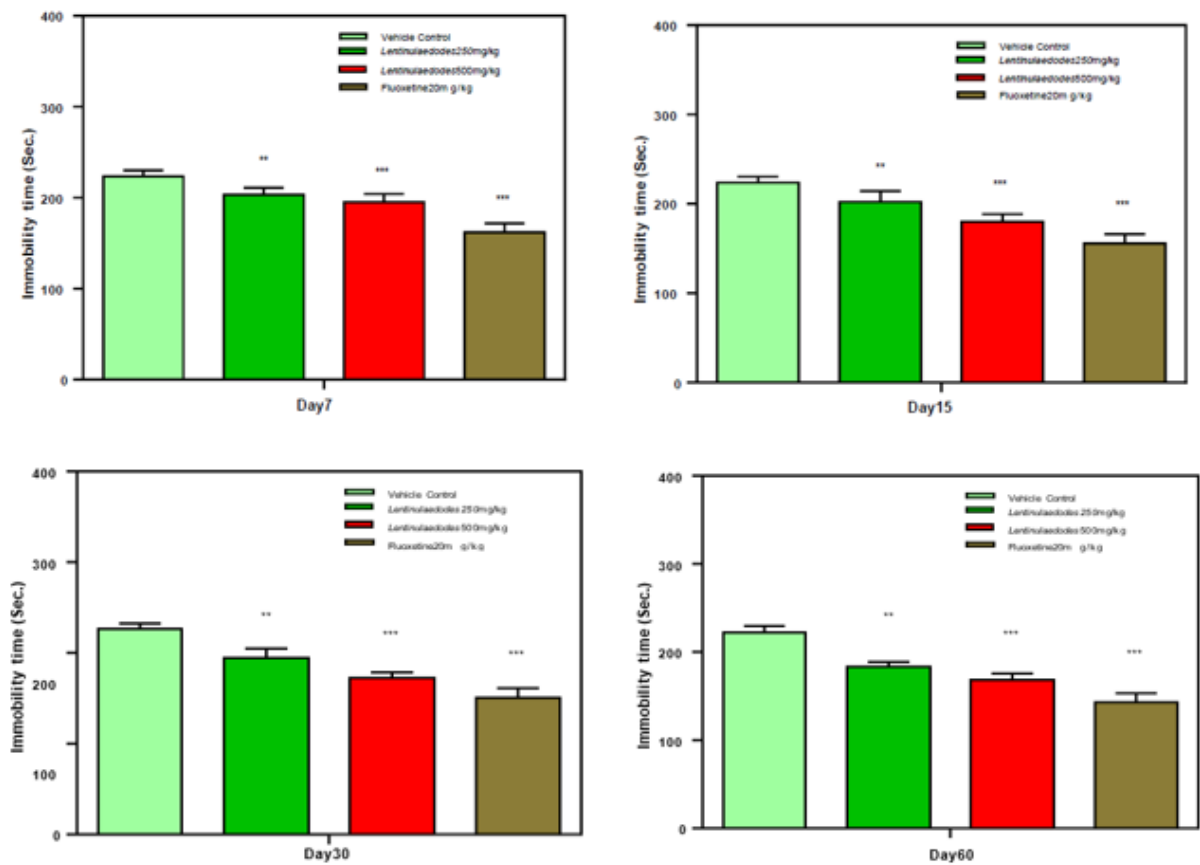 400
300
200
100
0
Immobility time (Sec.)
Vehicle Control
Lentinulaedodes250mg/kg
Lentinulaedodes500mg/kg
Fluoxetine20m g/kg
**
***
***
Day7
400
300
200
100
0
Immobility time (Sec.)
Vehicle Control
Lentinulaedodes250mg/kg
Lentinulaedodes500mg/kg
Fluoxetine20m g/kg
**
***
***
Day15
400
300
200
100
0
Immobility time (Sec.)
Vehicle Control
Lentinulaedodes 250mg/kg
Lentinulaedodes 500mg/kg
Fluoxetine20m g/kg
**
***
***
Day30
400
300
200
100
0
Immobility time (Sec.)
Vehicle Control
Lentinulaedodes 250mg/kg
Lentinulaedodes 500mg/kg
Fluoxetine20m g/kg
**
***
***
Day60